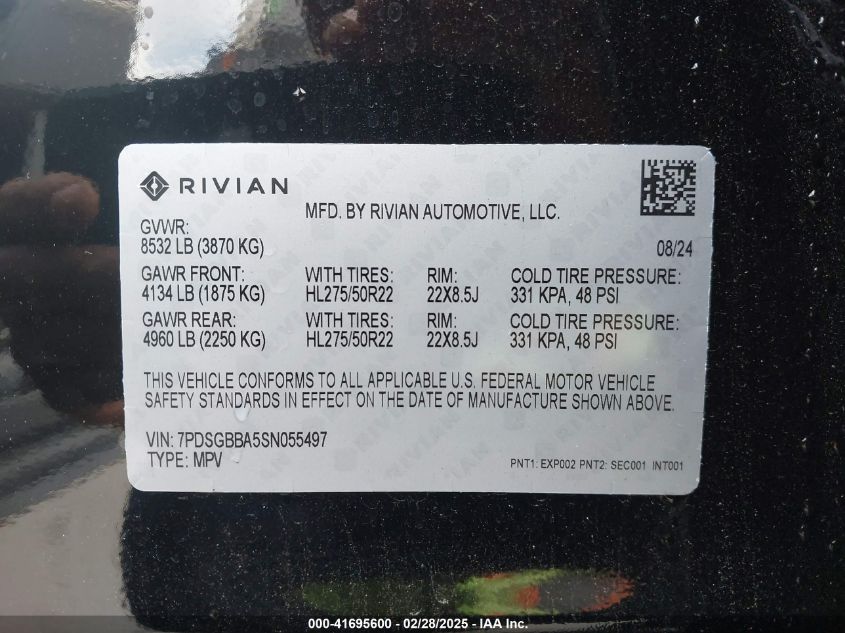 RIVIAN
MFD. BY RIVIAN AUTOMOTIVE, LLC.
GVWR:
8532 LB (3870 KG) 08/24
GAWR FRONT: WITH TIRES: RIM: COLD TIRE PRESSURE:
4134 LB (1875 KG) HL275/50R22 22X8.5J 331 KPA, 48 PSI
GAWR REAR: WITH TIRES: RIM: COLD TIRE PRESSURE:
4960 LB (2250 KG) HL275/50R22 22X8.5J 331 KPA, 48 PSI
THIS VEHICLE CONFORMS TO ALL APPLICABLE U.S. FEDERAL MOTOR VEHICLE
SAFETY STANDARDS IN EFFECT ON THE DATE OF MANUFACTURE SHOWN ABOVE.
VIN: 7PDSGBBA5SN055497
TYPE: MPV PNT1: EXP002 PNT2: SEC001 INT001
000-41695600 - 02/28/2025 - IAA Inc.